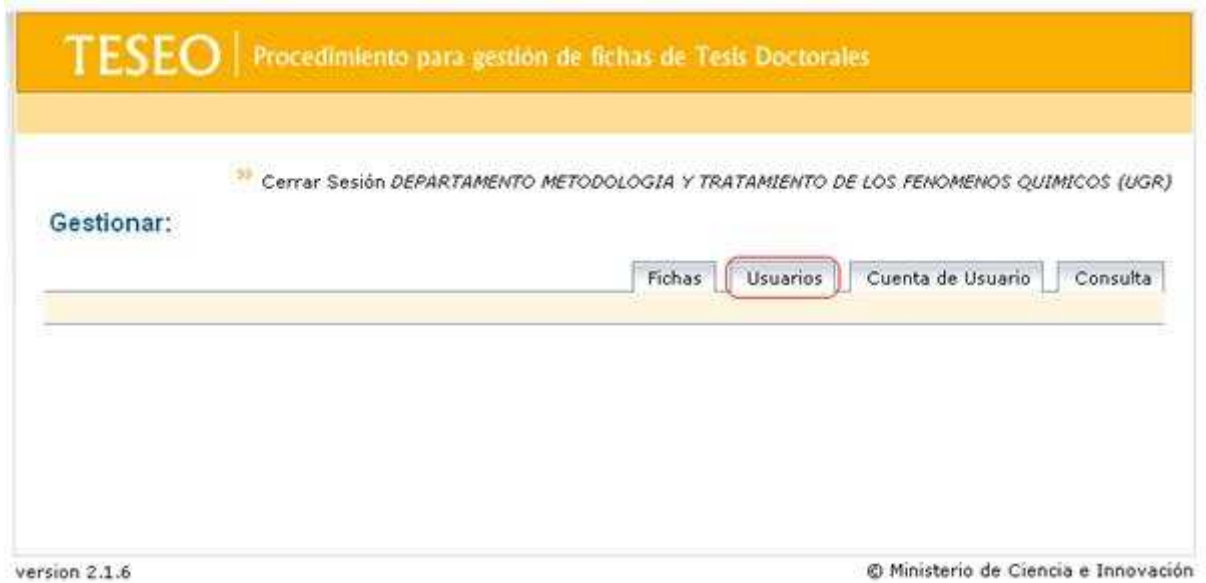 TESEO | Procedimiento para gestión de fichas de Tesis Doctorales
Cerrar Sesión DEPARTAMENTO METODOLOGIA Y TRATAMIENTO DE LOS FENOMENOS QUIMICOS (UGR)
Gestionar:
Fichas Usuarios Cuenta de Usuario Consulta
version 2.1.6 © Ministerio de Ciencia e Innovación